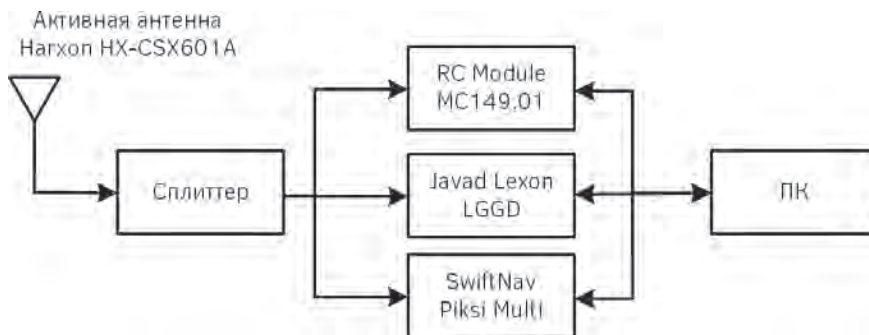 Активная антенна
Harxon HX-CSX601A
RC Module
MC149.01
Сплиттер
Javad Lexon
LGGD
ПК
SwiftNav
Piksi Multi